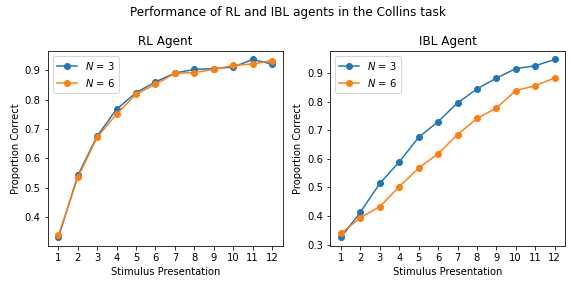 Performance of RL and IBL agents in the Collins task
RL Agent
N = 3
N = 6
0.9
0.8
0.7
0.6
0.5
0.4
Proportion Correct
1 2 3 4 5 6 7 8 9 10 11 12
Stimulus Presentation
IBL Agent
N = 3
N = 6
0.9
0.8
0.7
0.6
0.5
0.4
0.3
Proportion Correct
1 2 3 4 5 6 7 8 9 10 11 12
Stimulus Presentation